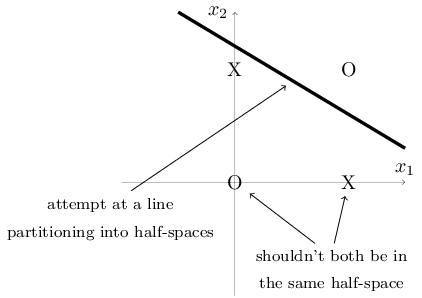 x₂
X O
x₁
O X
attempt at a line
partitioning into half-spaces
shouldn't both be in
the same half-space